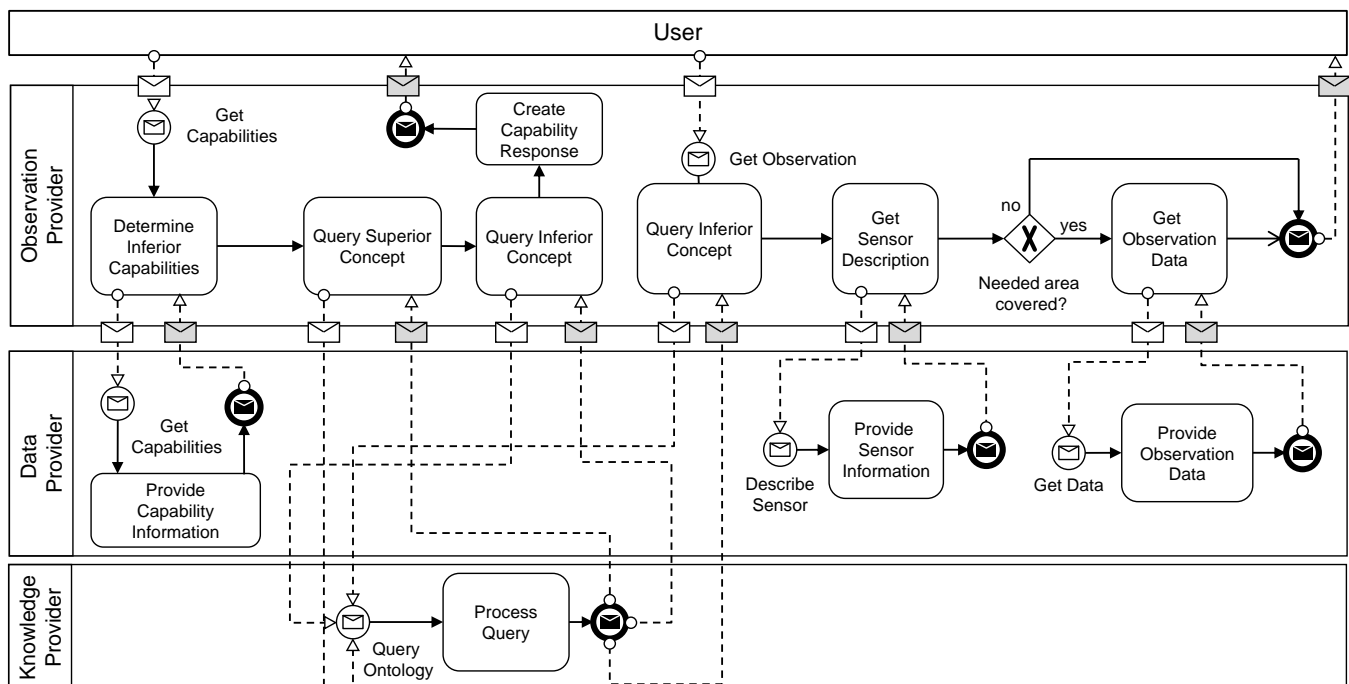 User
Observation
Provider
Get
Capabilities
Create
Capability
Response
Get Observation
Determine
Inferior
Capabilities
Query Superior
Concept
Query Inferior
Concept
Query Inferior
Concept
Get
Sensor
Description
no
yes
Needed area
covered?
Get
Observation
Data
Data
Provider
Get
Capabilities
Provide
Capability
Information
Describe
Sensor
Provide
Sensor
Information
Get Data
Provide
Observation
Data
Knowledge
Provider
Query
Ontology
Process
Query